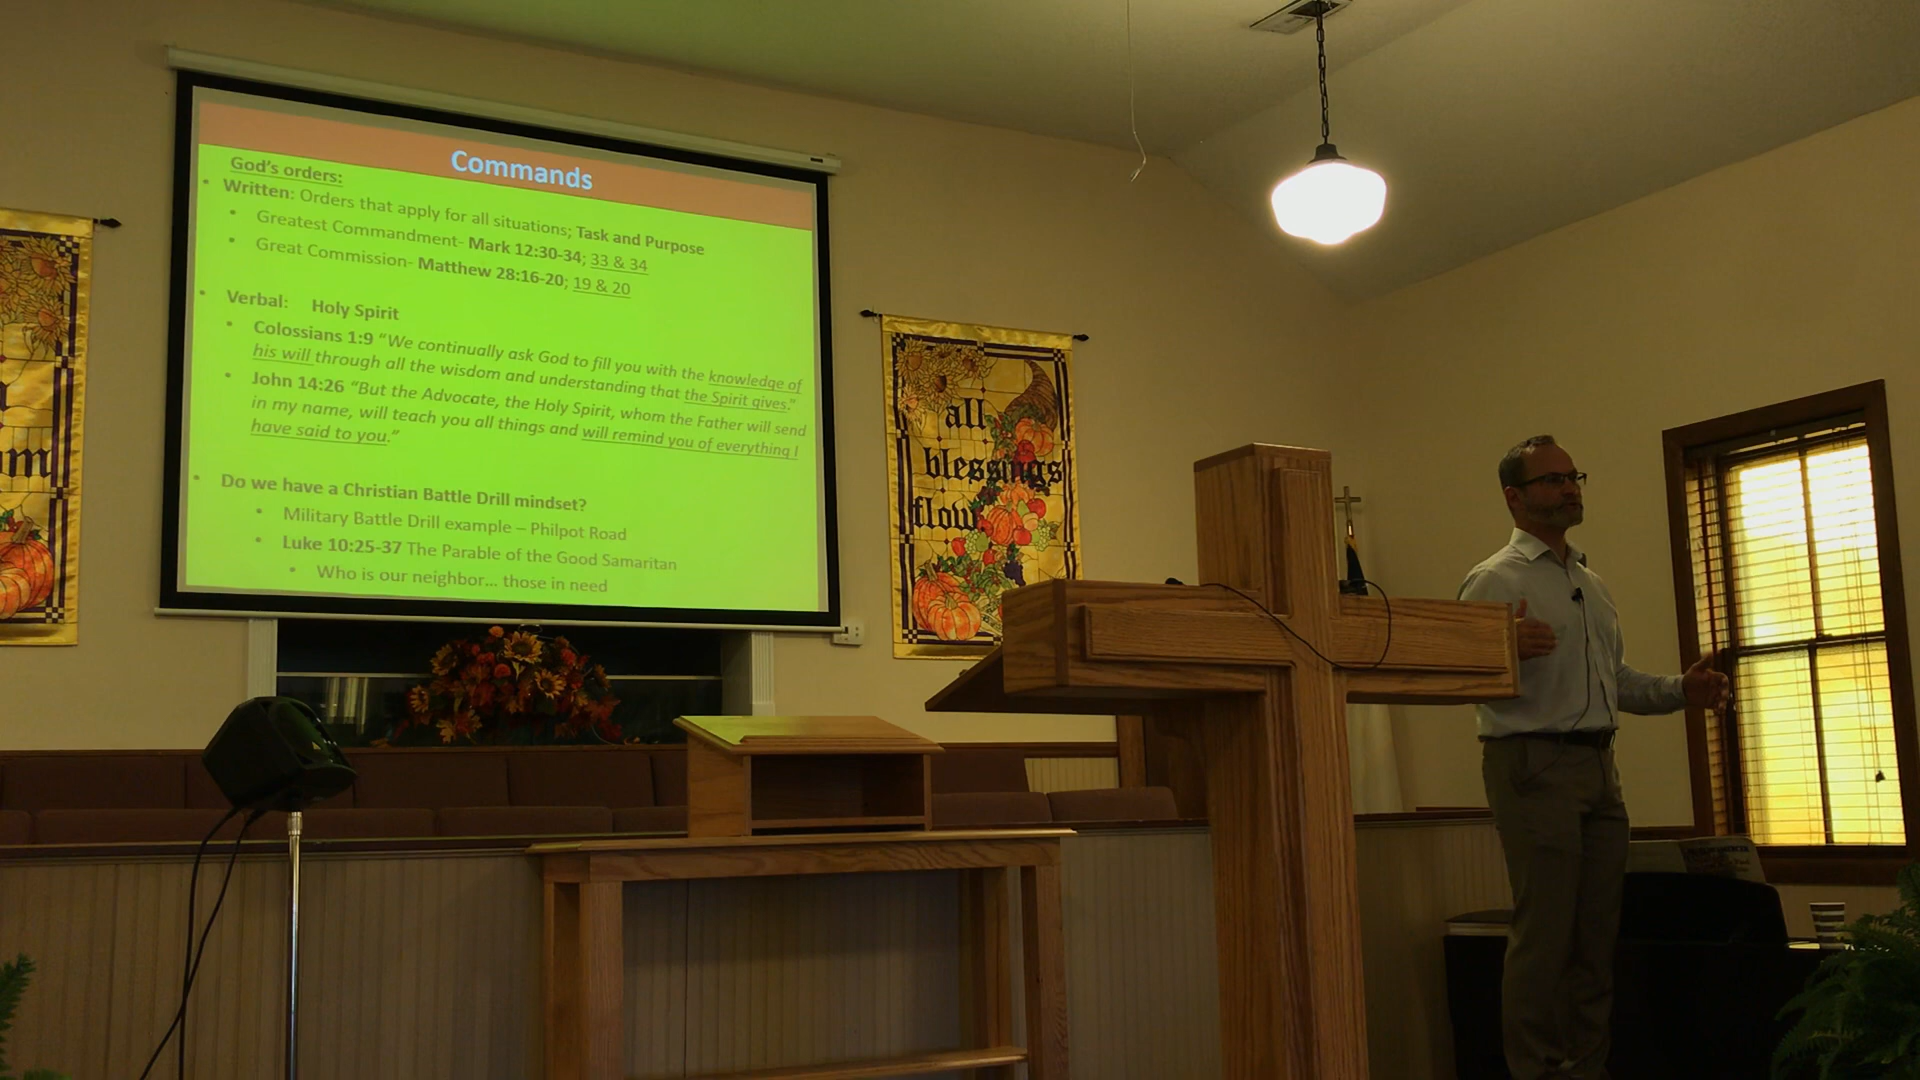 Commands
God's orders:
• Written: Orders that apply for all situations; Task and Purpose
• Greatest Commandment- Mark 12:30-34; 33 & 34
• Great Commission- Matthew 28:16-20; 19 & 20
• Verbal: Holy Spirit
• Colossians 1:9 "We continually ask God to fill you with the knowledge of
his will through all the wisdom and understanding that the Spirit gives."
• John 14:26 "But the Advocate, the Holy Spirit, whom the Father will send
in my name, will teach you all things and will remind you of everything I
have said to you."
• Do we have a Christian Battle Drill mindset?
• Military Battle Drill example – Philpot Road
• Luke 10:25-37 The Parable of the Good Samaritan
• Who is our neighbor... those in need
all
blessings
flow